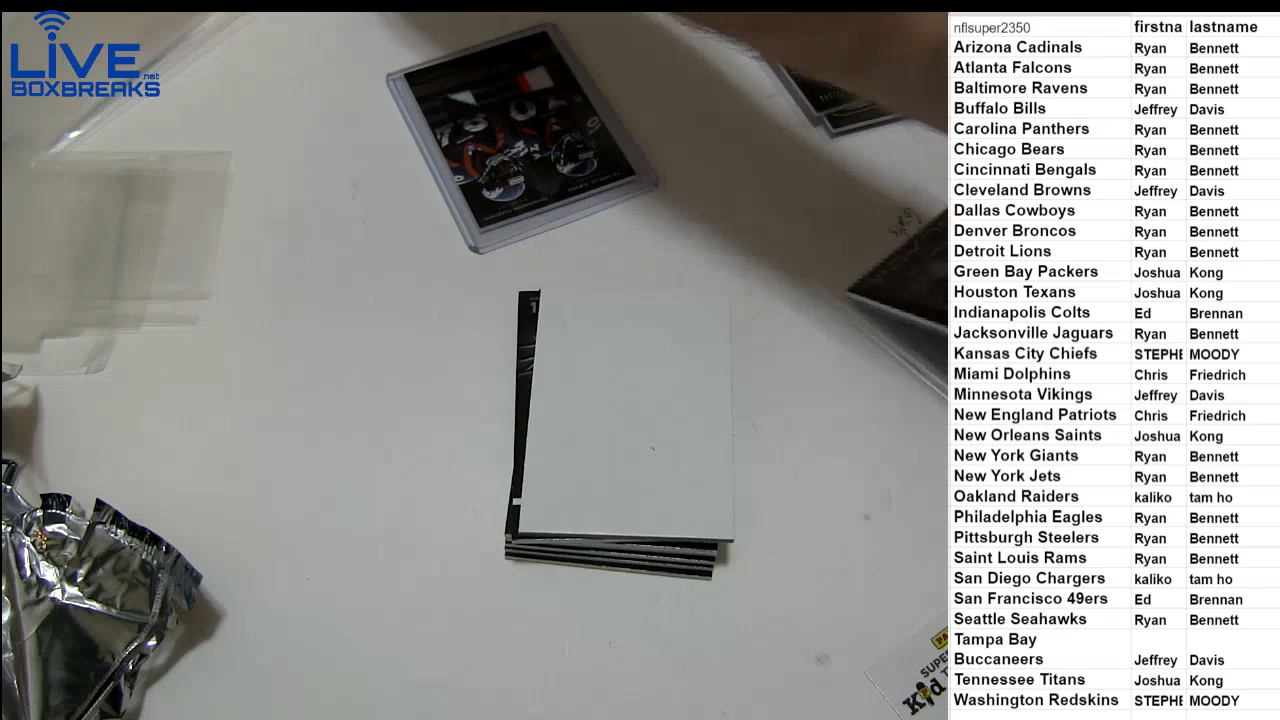 LIVE.net
BOXBREAKS
nflsuper2350 firstna lastname
Arizona Cadinals Ryan Bennett
Atlanta Falcons Ryan Bennett
Baltimore Ravens Ryan Bennett
Buffalo Bills Jeffrey Davis
Carolina Panthers Ryan Bennett
Chicago Bears Ryan Bennett
Cincinnati Bengals Ryan Bennett
Cleveland Browns Jeffrey Davis
Dallas Cowboys Ryan Bennett
Denver Broncos Ryan Bennett
Detroit Lions Ryan Bennett
Green Bay Packers Joshua Kong
Houston Texans Joshua Kong
Indianapolis Colts Ed Brennan
Jacksonville Jaguars Ryan Bennett
Kansas City Chiefs STEPHE MOODY
Miami Dolphins Chris Friedrich
Minnesota Vikings Jeffrey Davis
New England Patriots Chris Friedrich
New Orleans Saints Joshua Kong
New York Giants Ryan Bennett
New York Jets Ryan Bennett
Oakland Raiders kaliko tam ho
Philadelphia Eagles Ryan Bennett
Pittsburgh Steelers Ryan Bennett
Saint Louis Rams Ryan Bennett
San Diego Chargers kaliko tam ho
San Francisco 49ers Ed Brennan
Seattle Seahawks Ryan Bennett
Tampa Bay
Buccaneers Jeffrey Davis
Tennessee Titans Joshua Kong
Washington Redskins STEPHE MOODY